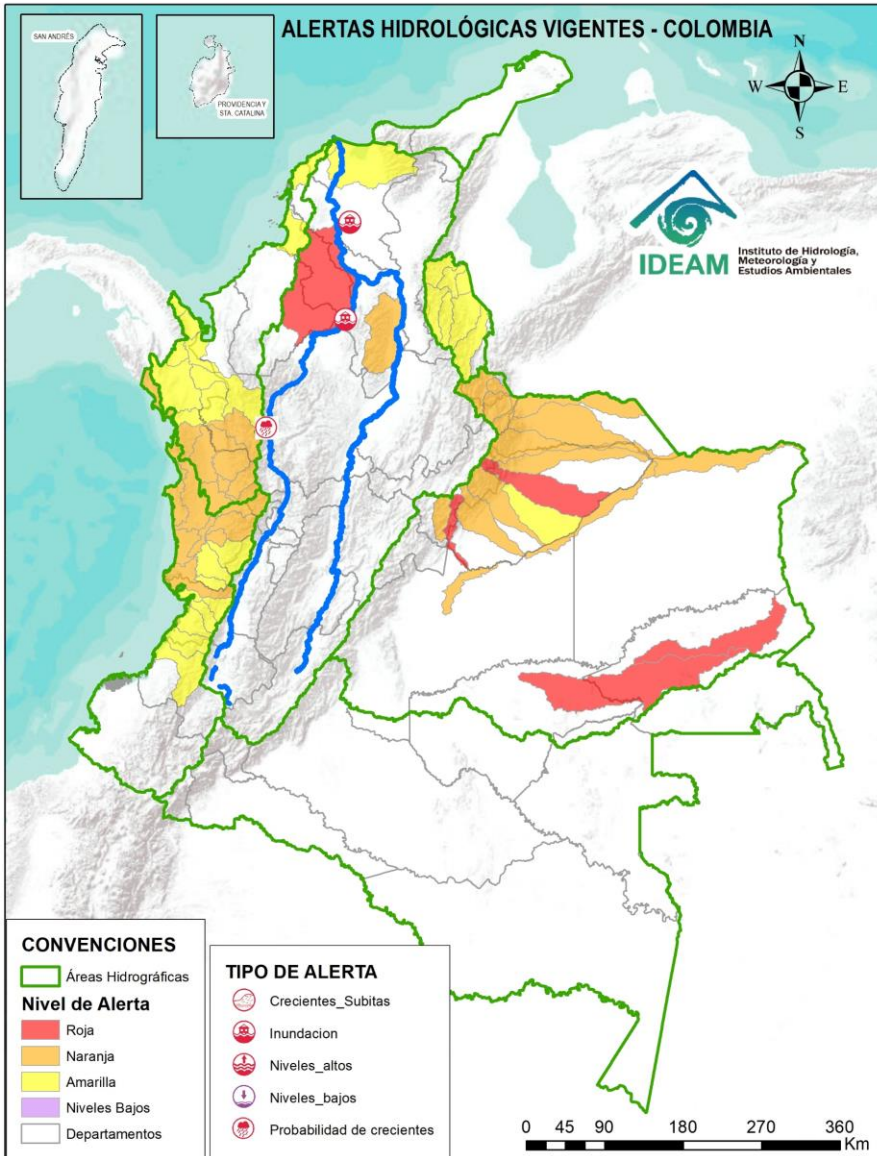 ALERTAS HIDROLÓGICAS VIGENTES - COLOMBIA
SAN ANDRÉS
PROVIDENCIA Y
STA. CATALINA
N
W
E
S
IDEAM
Instituto de Hidrología,
Meteorología y
Estudios Ambientales
CONVENCIONES
Áreas Hidrográficas
Nivel de Alerta
Roja
Naranja
Amarilla
Niveles Bajos
Departamentos
TIPO DE ALERTA
Crecientes_Subitas
Inundacion
Niveles_altos
Niveles_bajos
Probabilidad de crecientes
0 45 90 180 270 360
Km